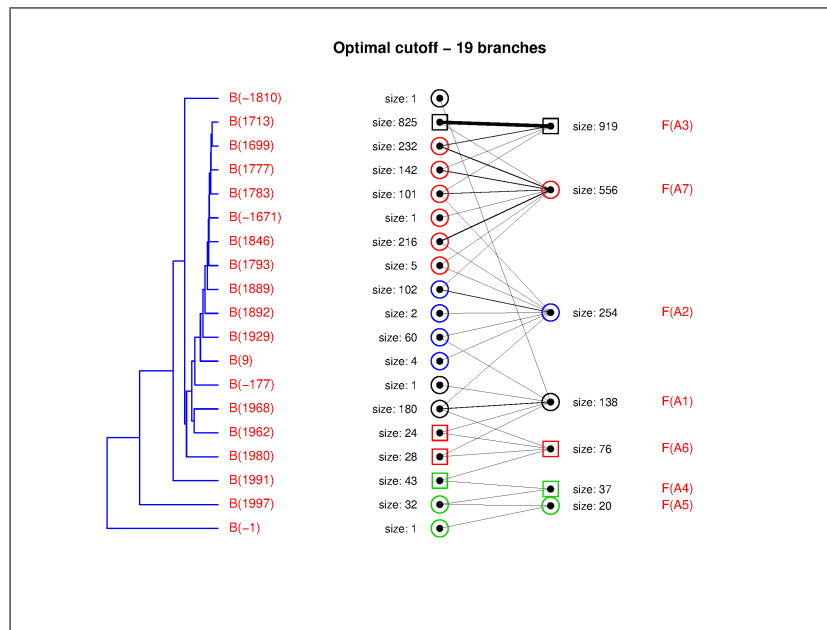 Optimal cutoff – 19 branches
B(−1810) size: 1
B(1713) size: 825 size: 919 F(A3)
B(1699) size: 232
B(1777) size: 142
B(1783) size: 101 size: 556 F(A7)
B(−1671) size: 1
B(1846) size: 216
B(1793) size: 5
B(1889) size: 102
B(1892) size: 2 size: 254 F(A2)
B(1929) size: 60
B(9) size: 4
B(−177) size: 1
B(1968) size: 180 size: 138 F(A1)
B(1962) size: 24
B(1980) size: 28 size: 76 F(A6)
B(1991) size: 43 size: 37 F(A4)
B(1997) size: 32 size: 20 F(A5)
B(−1) size: 1